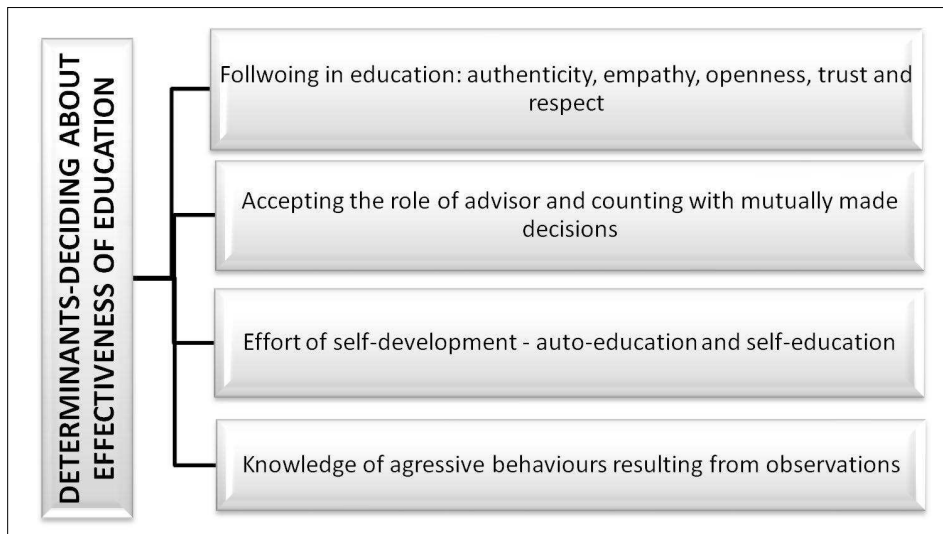 DETERMINANTS-DECIDING ABOUT
EFFECTIVENESS OF EDUCATION
Follwoing in education: authenticity, empathy, openness, trust and
respect
Accepting the role of advisor and counting with mutually made
decisions
Effort of self-development - auto-education and self-education
Knowledge of agressive behaviours resulting from observations